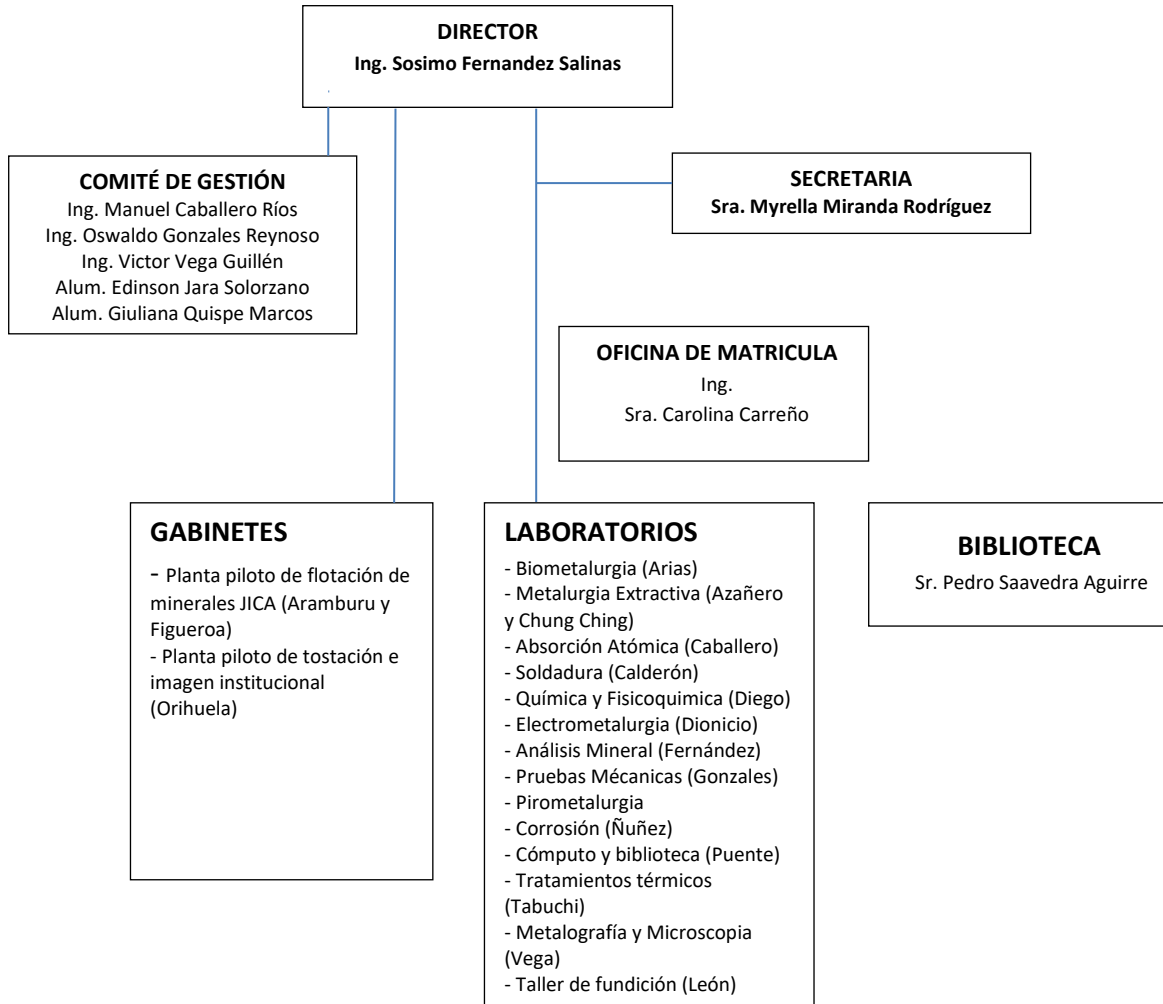 DIRECTOR
Ing. Sosimo Fernandez Salinas
COMITÉ DE GESTIÓN
Ing. Manuel Caballero Ríos
Ing. Oswaldo Gonzales Reynoso
Ing. Victor Vega Guillén
Alum. Edinson Jara Solorzano
Alum. Giuliana Quispe Marcos
SECRETARIA
Sra. Myrella Miranda Rodríguez
OFICINA DE MATRICULA
Ing.
Sra. Carolina Carreño
GABINETES
- Planta piloto de flotación de
minerales JICA (Aramburu y
Figueroa)
- Planta piloto de tostación e
imagen institucional
(Orihuela)
LABORATORIOS
- Biometalurgia (Arias)
- Metalurgia Extractiva (Azañero
y Chung Ching)
- Absorción Atómica (Caballero)
- Soldadura (Calderón)
- Química y Fisicoquimica (Diego)
- Electrometalurgia (Dionicio)
- Análisis Mineral (Fernández)
- Pruebas Mécanicas (Gonzales)
- Pirometalurgia
- Corrosión (Ñuñez)
- Cómputo y biblioteca (Puente)
- Tratamientos térmicos
(Tabuchi)
- Metalografía y Microscopia
(Vega)
- Taller de fundición (León)
BIBLIOTECA
Sr. Pedro Saavedra Aguirre